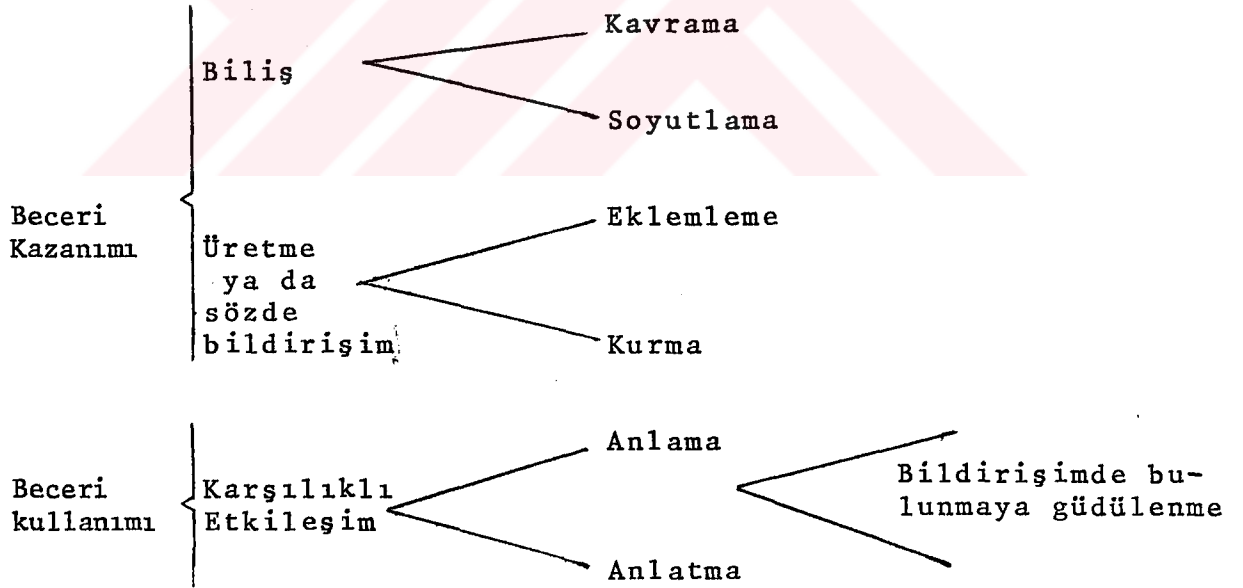 Kavrama
Biliş
Soyutlama
Beceri
Kazanımı
Eklemleme
Üretme
ya da
sözde
bildirişim
Kurma
Anlama
Beceri
kullanımı
Karşılıklı
Etkileşim
Bildirişimde bu-
lunmaya güdülenme
Anlatma